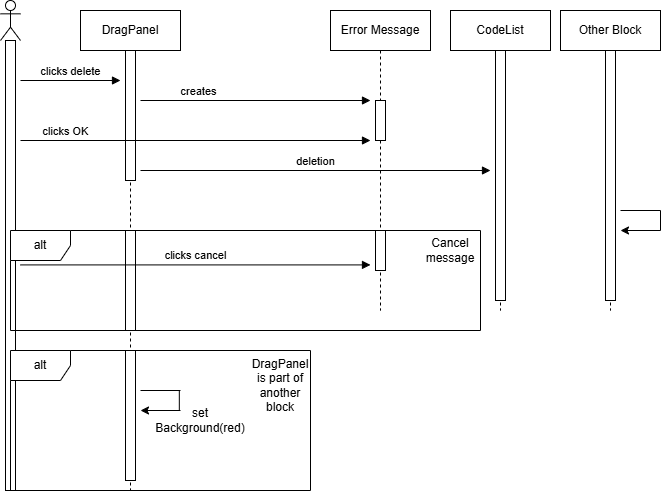 DragPanel
Error Message
CodeList
Other Block
clicks delete
creates
clicks OK
deletion
alt
Cancel
message
clicks cancel
alt
DragPanel
is part of
another
block
set
Background(red)